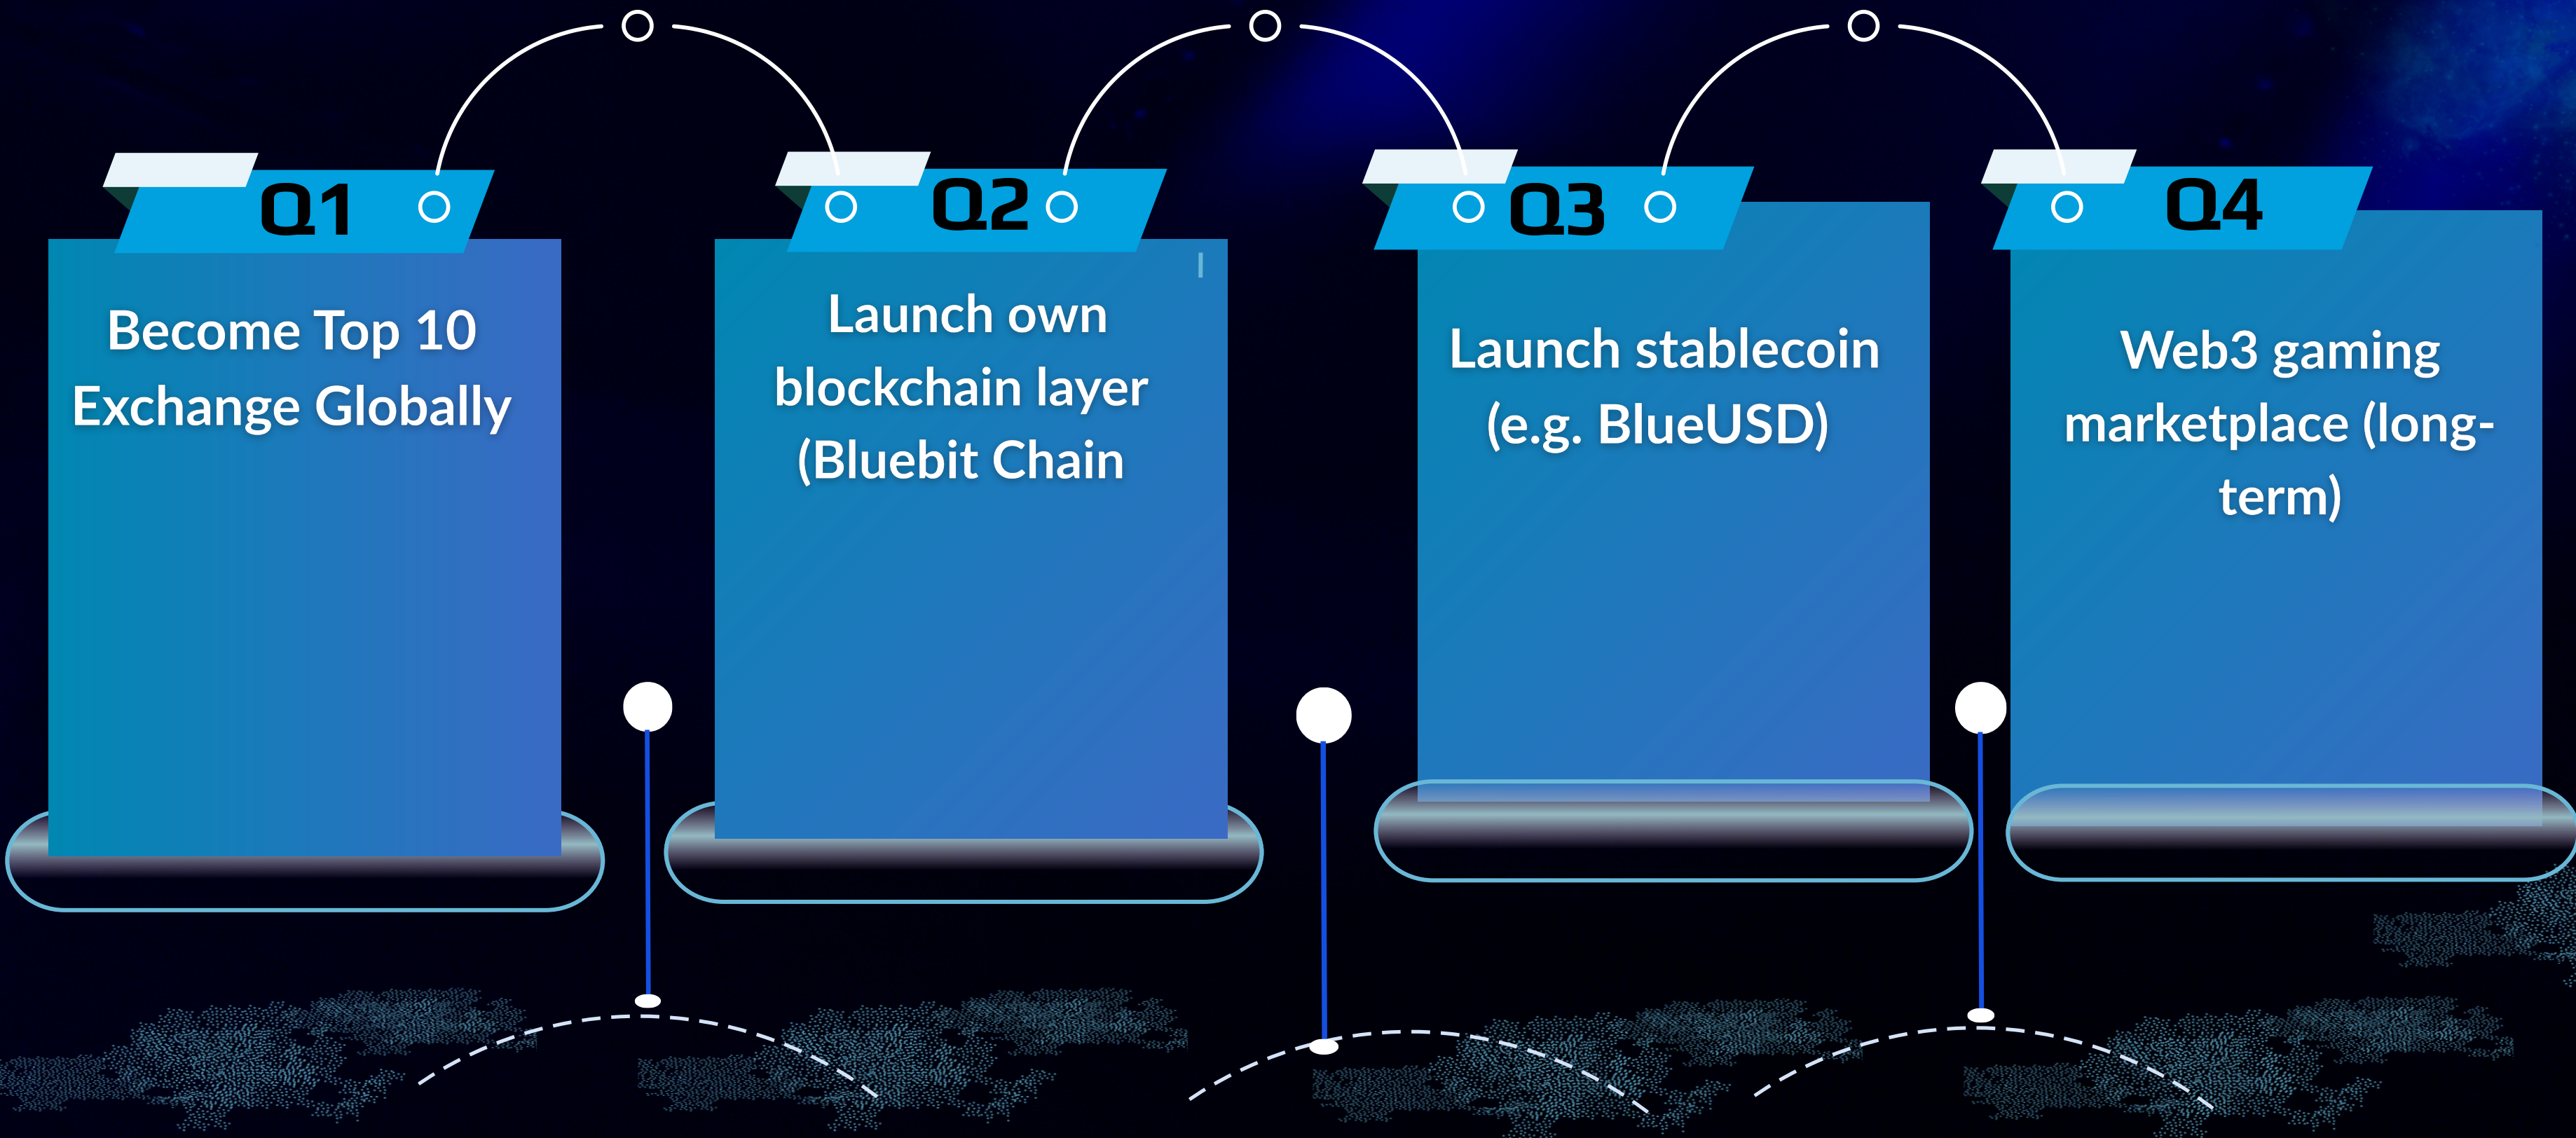 Q1
Become Top 10
Exchange Globally
Q2
Launch own
blockchain layer
(Bluebit Chain
Q3
Launch stablecoin
(e.g. BlueUSD)
Q4
Web3 gaming
marketplace (long-
term)